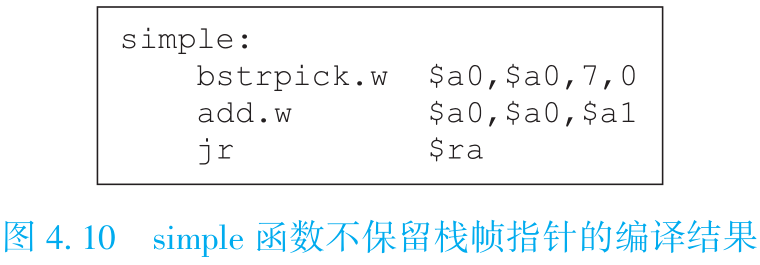 simple:
bstrpick.w $a0,$a0,7,0
add.w $a0,$a0,$a1
jr $ra
图 4.10 simple 函数不保留栈帧指针的编译结果